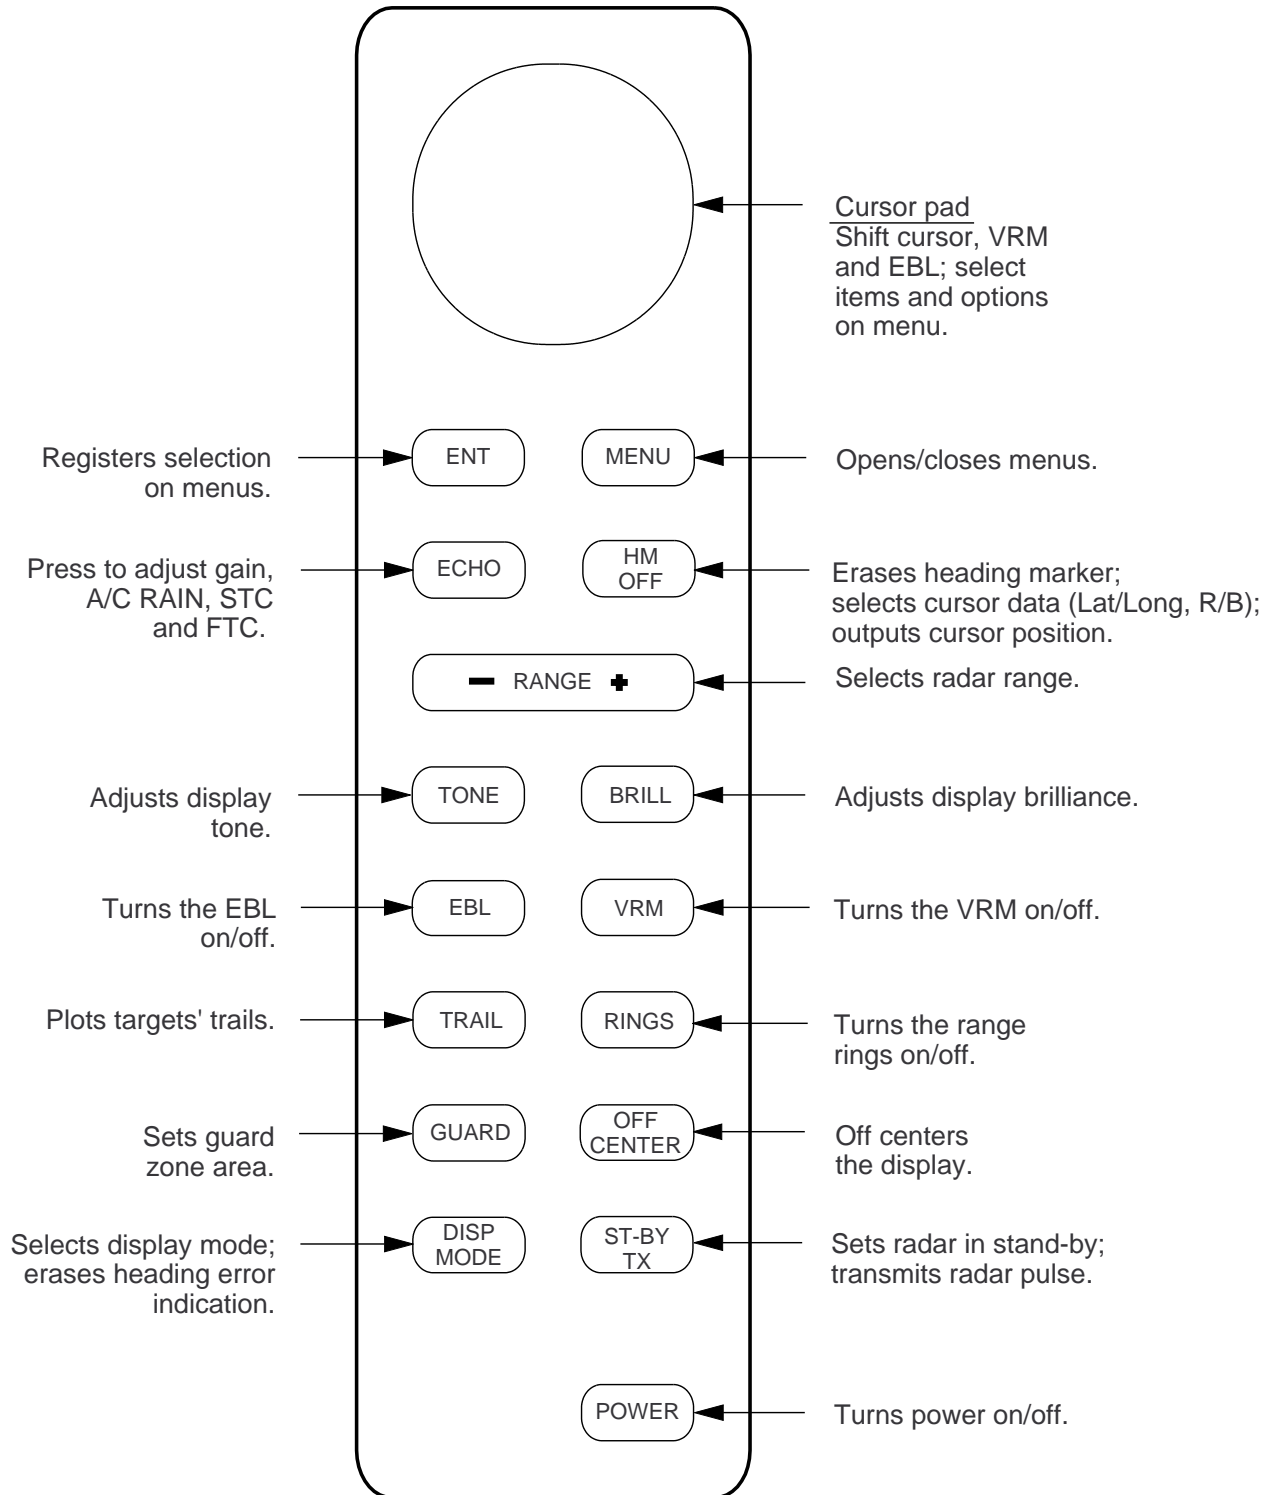 Cursor pad
Shift cursor, VRM
and EBL; select
items and options
on menu.
Registers selection
on menus.
ENT
MENU
Opens/closes menus.
Press to adjust gain,
A/C RAIN, STC
and FTC.
ECHO
HM
OFF
Erases heading marker;
selects cursor data (Lat/Long, R/B);
outputs cursor position.
RANGE
Selects radar range.
Adjusts display
tone.
TONE
BRILL
Adjusts display brilliance.
Turns the EBL
on/off.
EBL
VRM
Turns the VRM on/off.
Plots targets' trails.
TRAIL
RINGS
Turns the range
rings on/off.
Sets guard
zone area.
GUARD
OFF
CENTER
Off centers
the display.
Selects display mode;
erases heading error
indication.
DISP
MODE
ST-BY
TX
Sets radar in stand-by;
transmits radar pulse.
POWER
Turns power on/off.